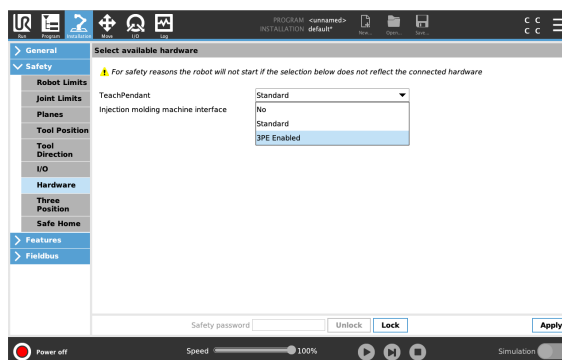 UR
PROGRAM <unnamed>
INSTALLATION default*
Run Program Installation Move I/O Log New... Open... Save...
C C
C C
General
Select available hardware
Safety
For safety reasons the robot will not start if the selection below does not reflect the connected hardware
Robot Limits
Joint Limits
TeachPendant Standard
Injection molding machine interface No
Planes
Standard
Tool Position
3PE Enabled
Tool
Direction
I/O
Hardware
Three
Position
Safe Home
Features
Fieldbus
Safety password Unlock Lock Apply
Power off Speed 100% Simulation